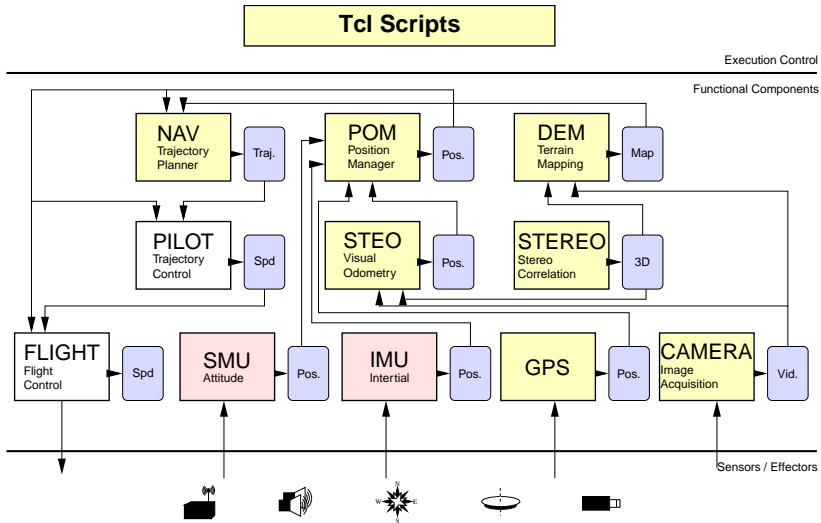 Tcl Scripts
Execution Control
Functional Components
NAV
Trajectory
Planner
Traj.
POM
Position
Manager
Pos.
DEM
Terrain
Mapping
Map
PILOT
Trajectory
Control
Spd
STEO
Visual
Odometry
Pos.
STEREO
Stereo
Correlation
3D
FLIGHT
Flight
Control
Spd
SMU
Attitude
Pos.
IMU
Intertial
Pos.
GPS
Pos.
CAMERA
Image
Acquisition
Vid.
Sensors / Effectors
N
W
E
S